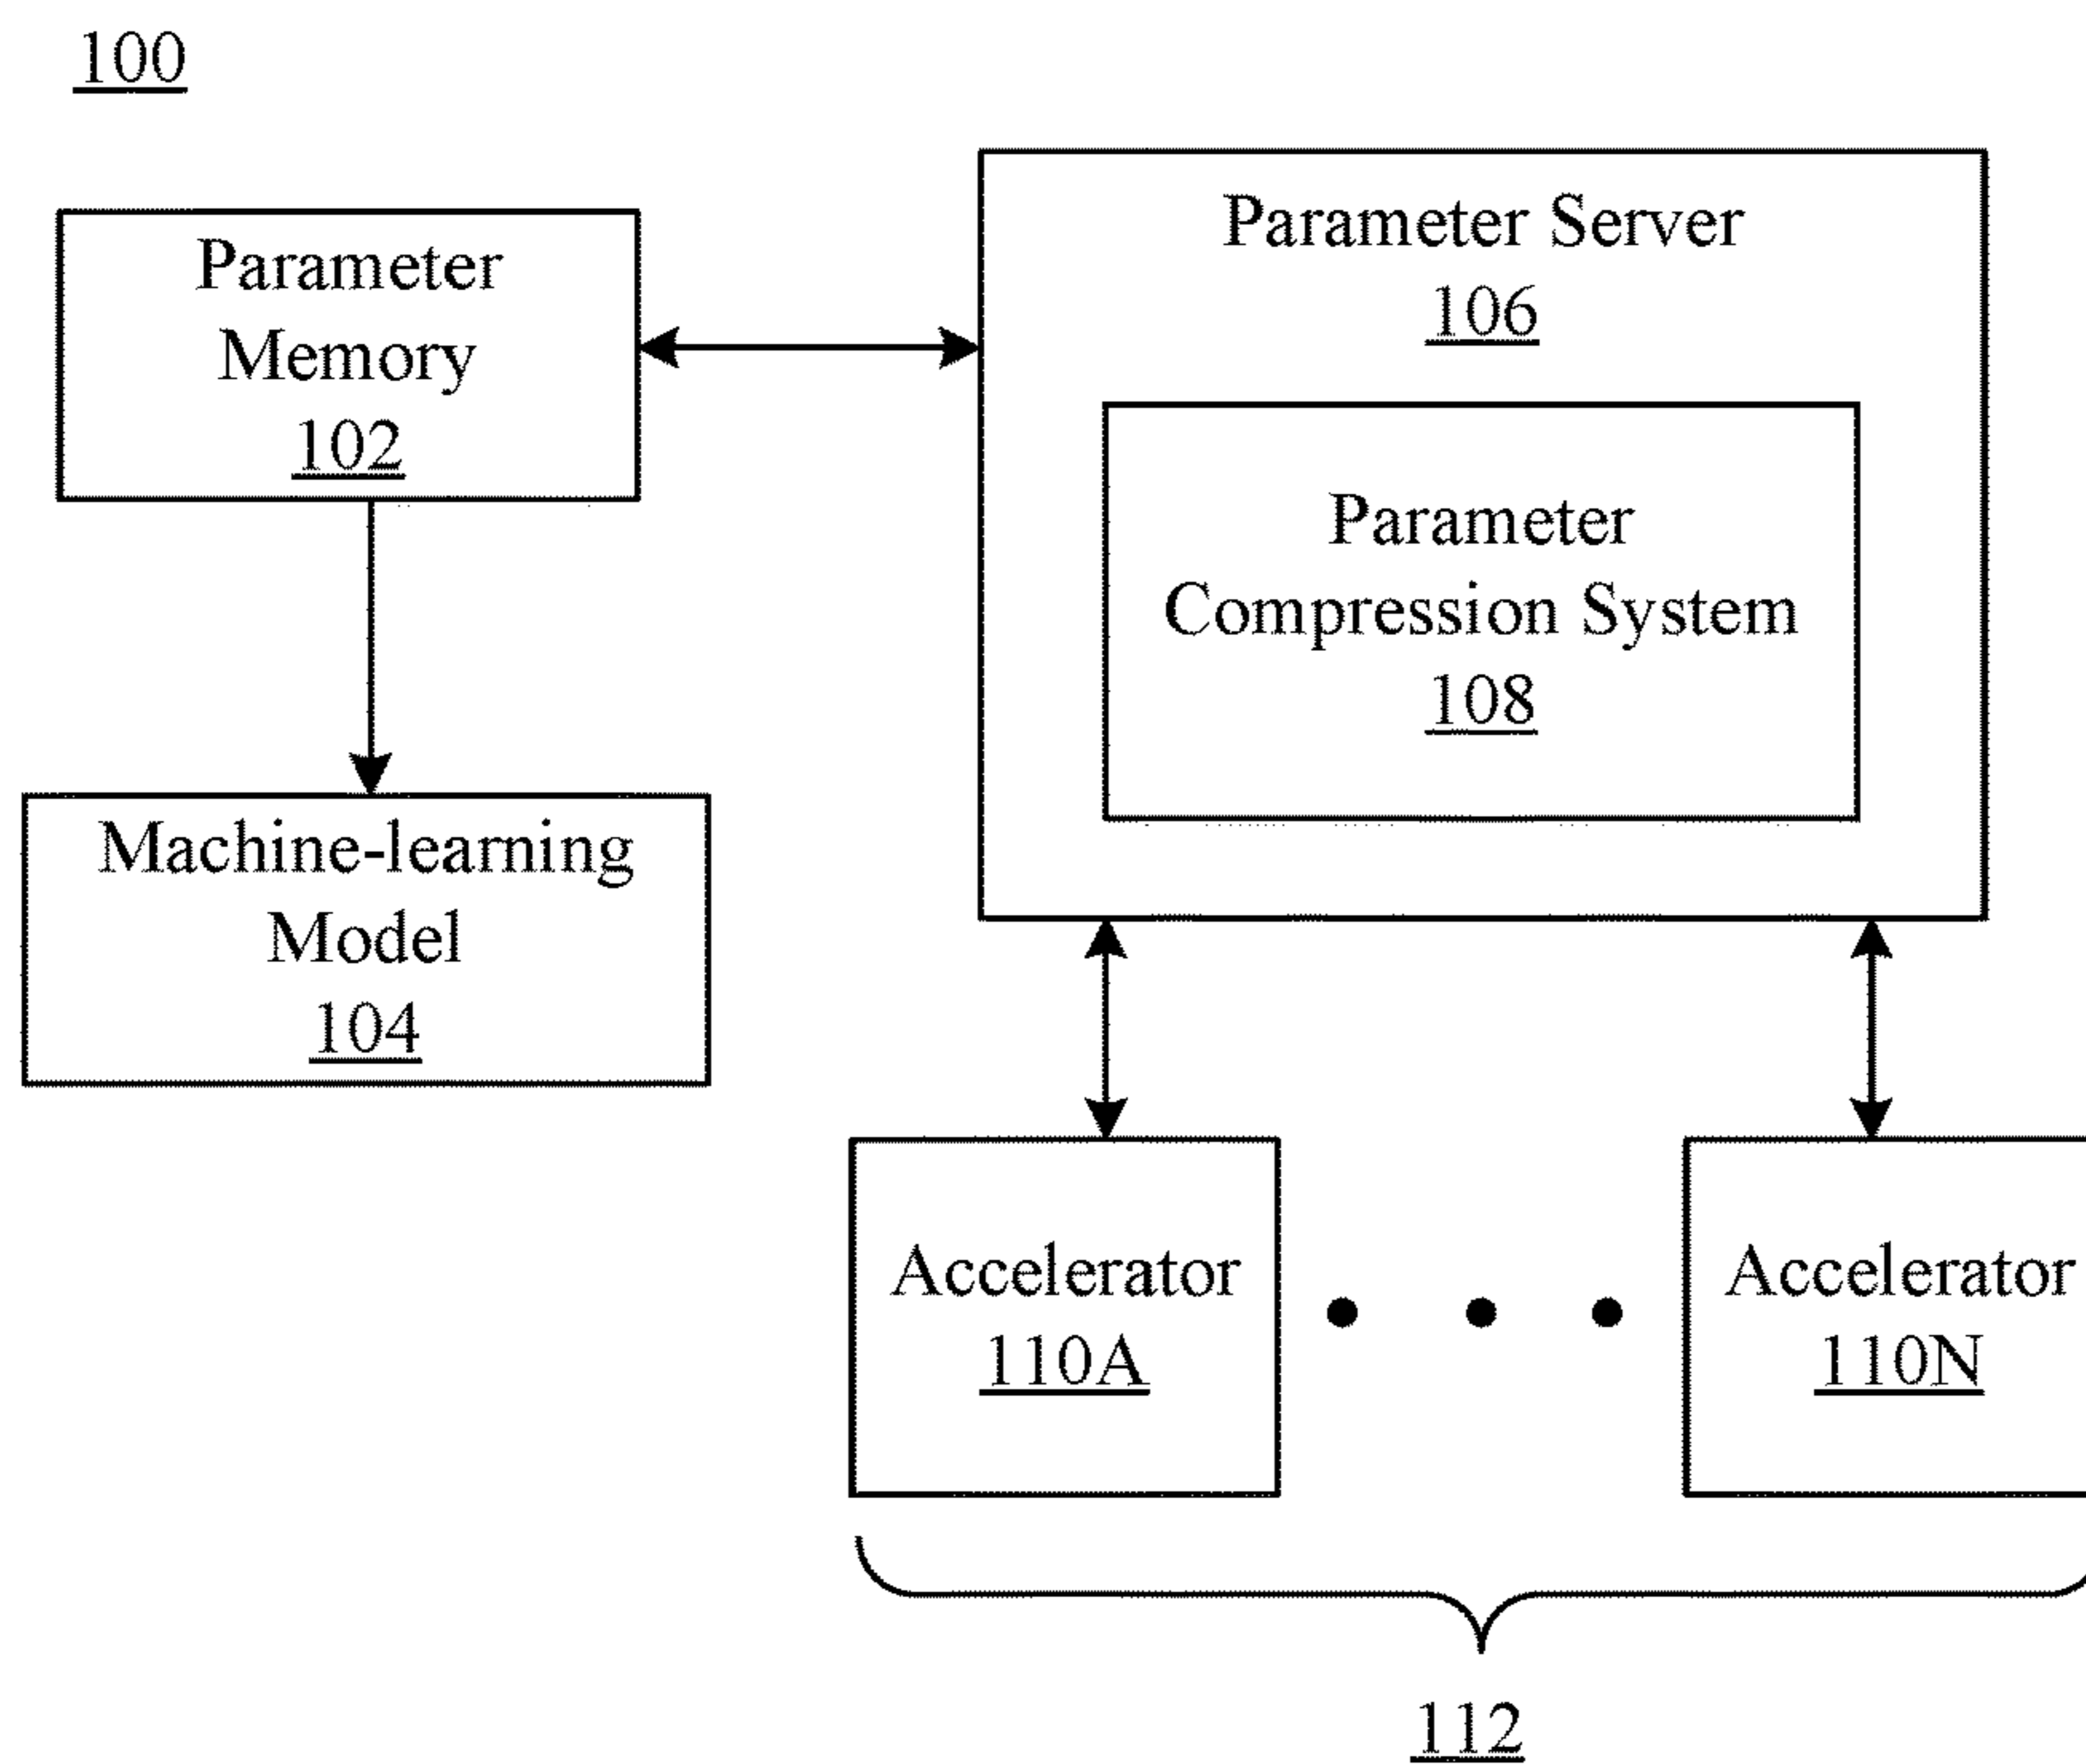 100
Parameter
Memory
102
Parameter Server
106
Parameter
Compression System
108
Machine-learning
Model
104
Accelerator
110A
Accelerator
110N
112